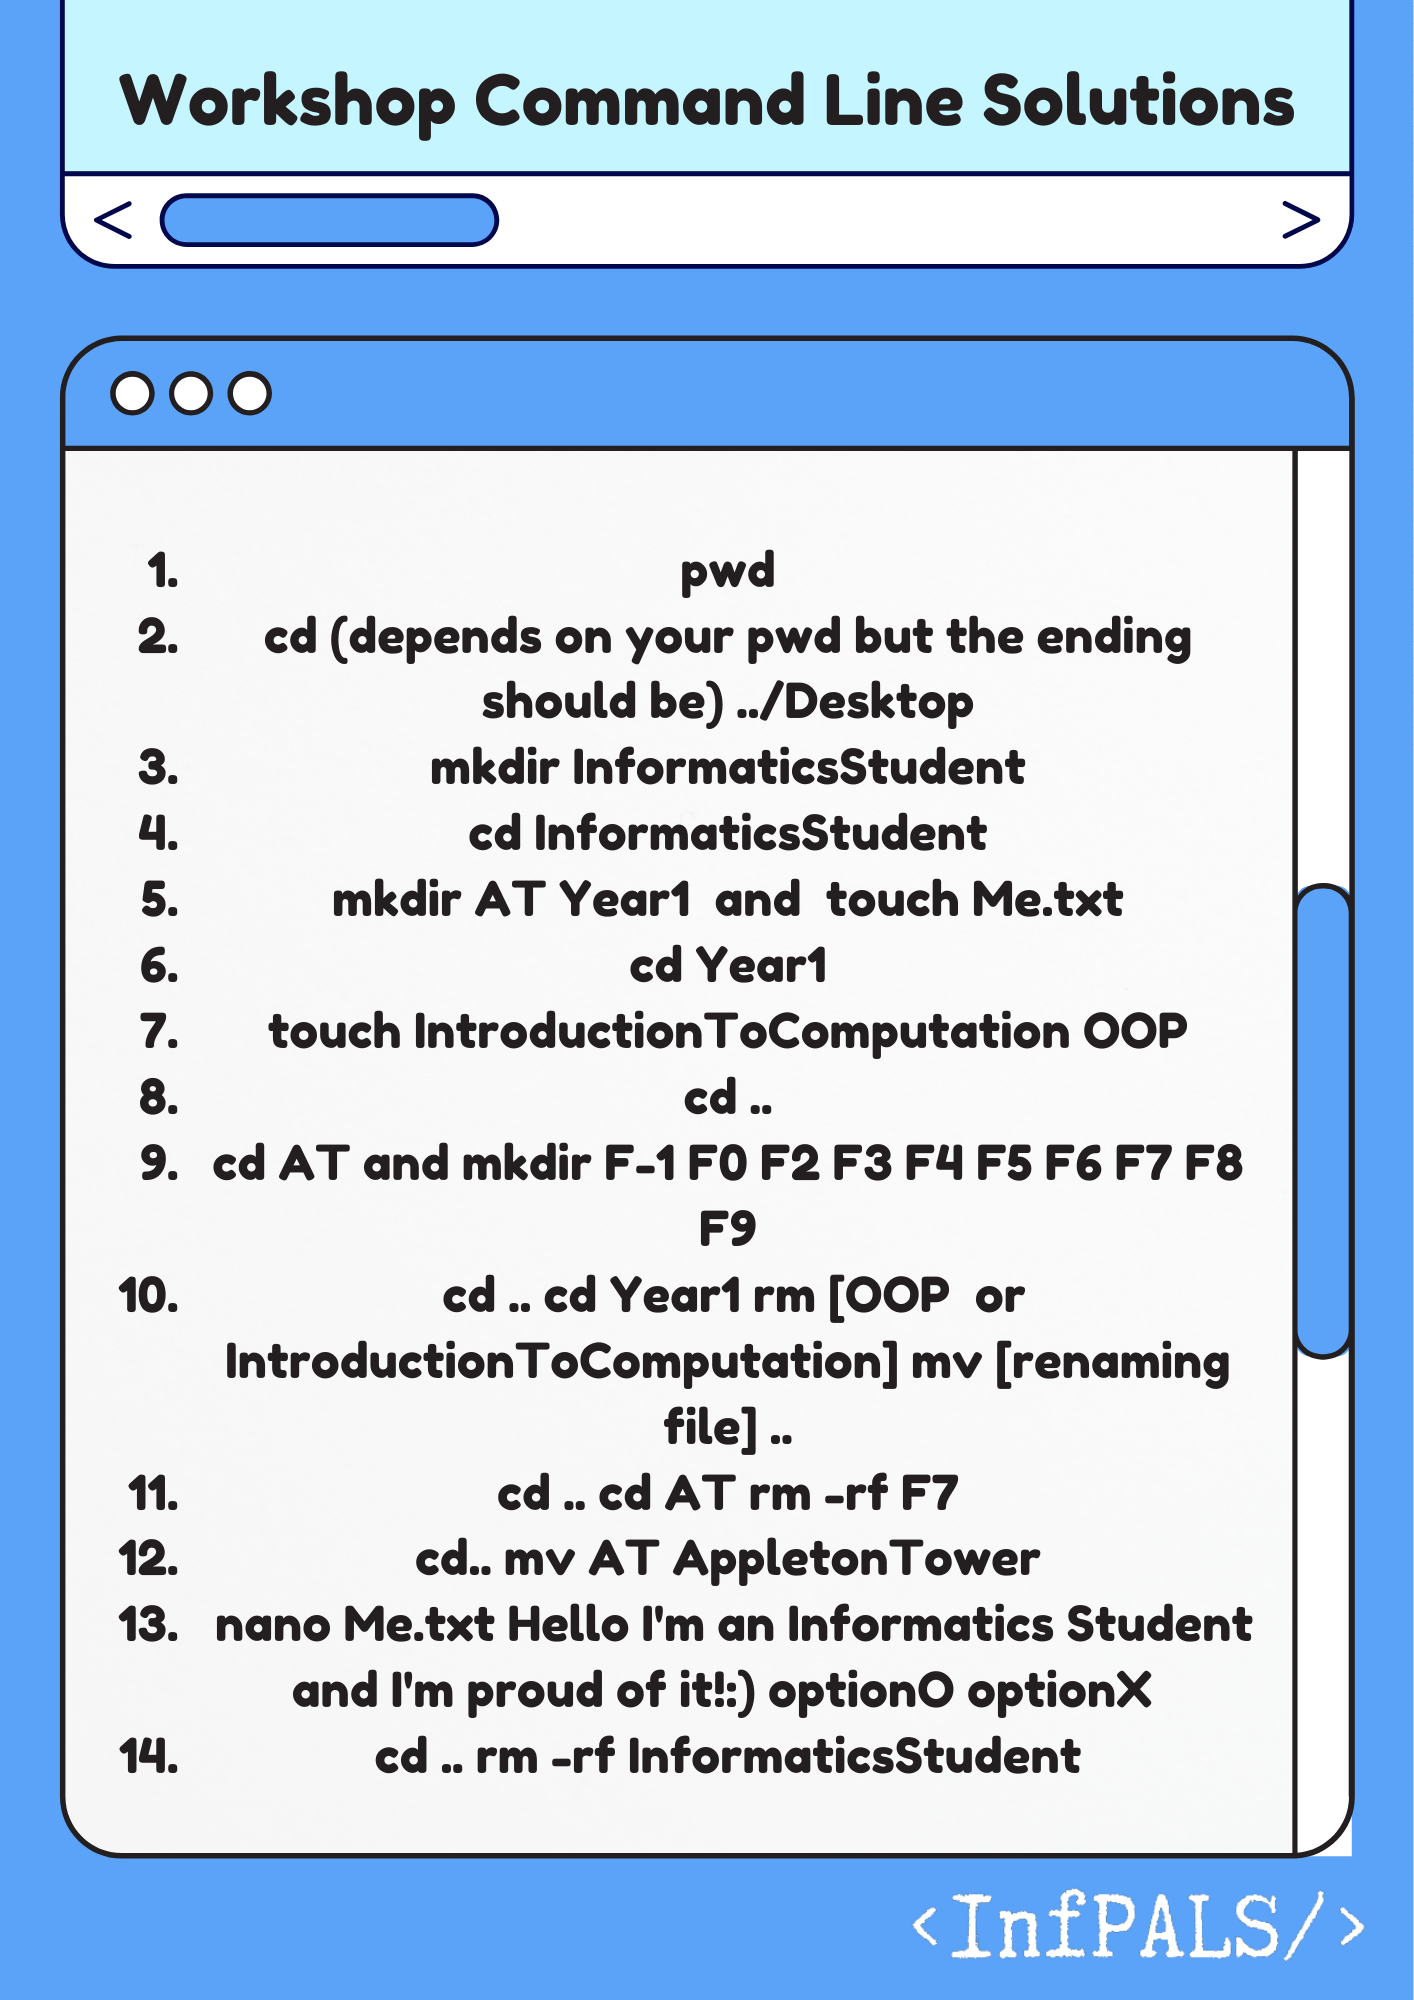 Workshop Command Line Solutions
<
>
1. pwd
2. cd (depends on your pwd but the ending
should be) ../Desktop
3. mkdir InformaticsStudent
4. cd InformaticsStudent
5. mkdir AT Year1  and  touch Me.txt
6. cd Year1
7. touch IntroductionToComputation OOP
8. cd ..
9. cd AT and mkdir F-1 F0 F2 F3 F4 F5 F6 F7 F8
F9
10. cd .. cd Year1 rm [OOP  or
IntroductionToComputation] mv [renaming
file] ..
11. cd .. cd AT rm -rf F7
12. cd.. mv AT AppletonTower
13. nano Me.txt Hello I'm an Informatics Student
and I'm proud of it!:) optionO optionX
14. cd .. rm -rf InformaticsStudent
<InfPALS/>